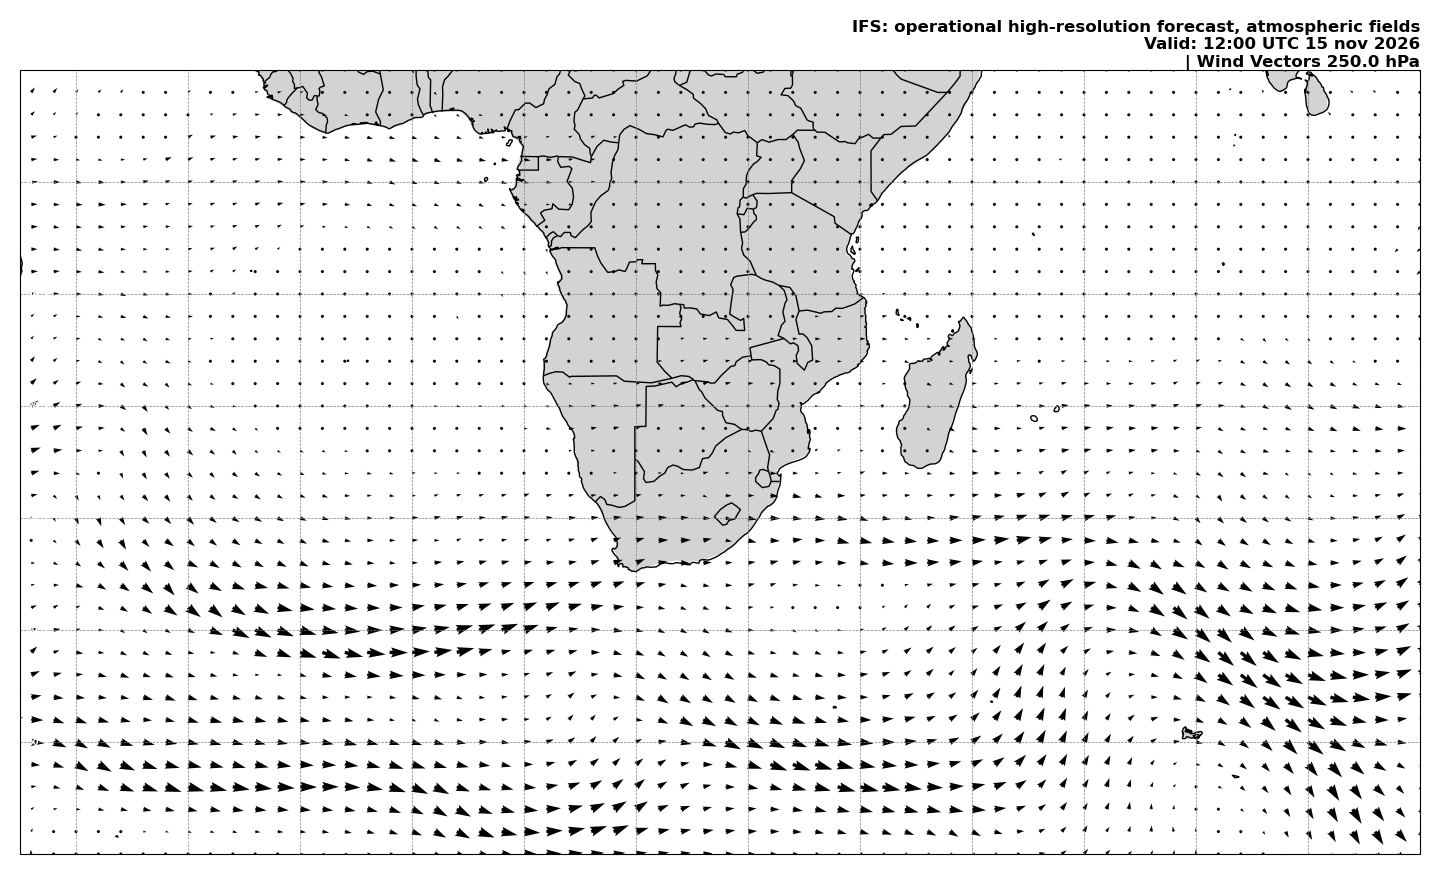 IFS: operational high-resolution forecast, atmospheric fields
Valid: 12:00 UTC 15 nov 2026
| Wind Vectors 250.0 hPa